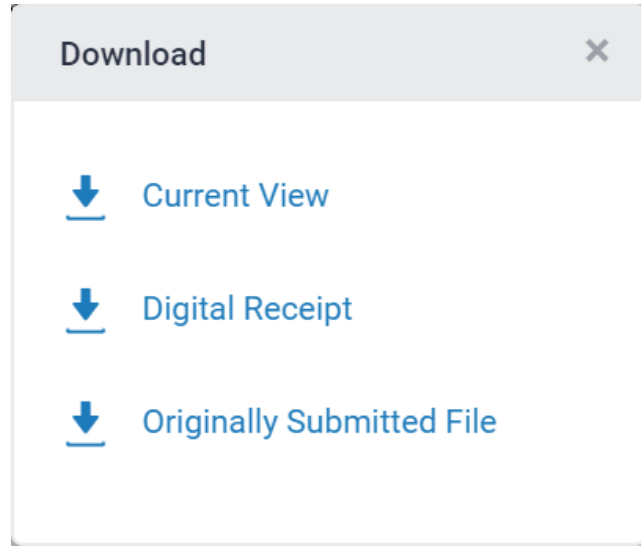 Download
Current View
Digital Receipt
Originally Submitted File